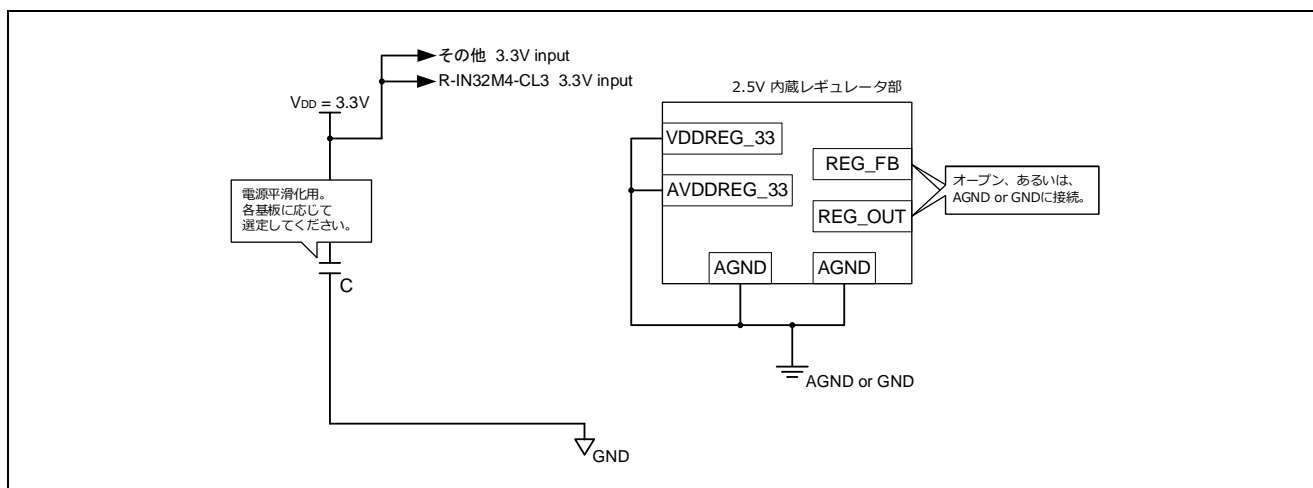 その他 3.3V input
R-IN32M4-CL3 3.3V input
VDD = 3.3V
電源平滑化用。
各基板に応じて
選定してください。
C
GND
2.5V 内蔵レギュレータ部
VDDREG_33
AVDDREG_33
REG_FB
REG_OUT
AGND
AGND
オープン、あるいは、
AGND or GNDに接続。
AGND or GND